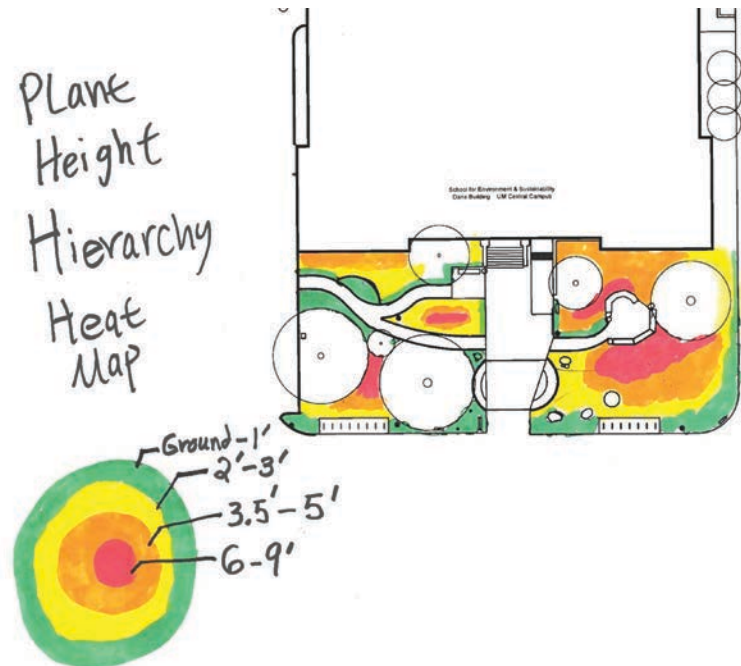 PLant
Height
Hierarchy
Heat
Map
School for Environment & Sustainability
Dana Building UM Central Campus
Ground-1'
2'-3'
3.5'-5'
6-9'